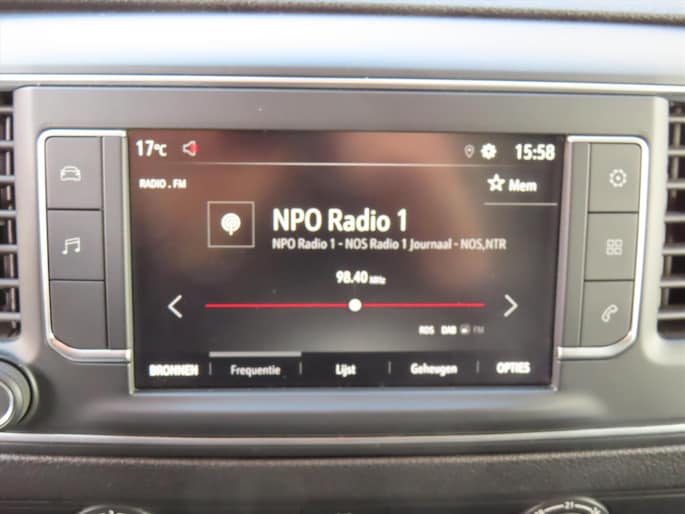 17°C
15:58
RADIO . FM
Mem
NPO Radio 1
NPO Radio 1 - NOS Radio 1 Journaal - NOS,NTR
98.40 MHz
RDS DAB FM
BRONNEN Frequentie Lijst Geheugen OPTIES
21